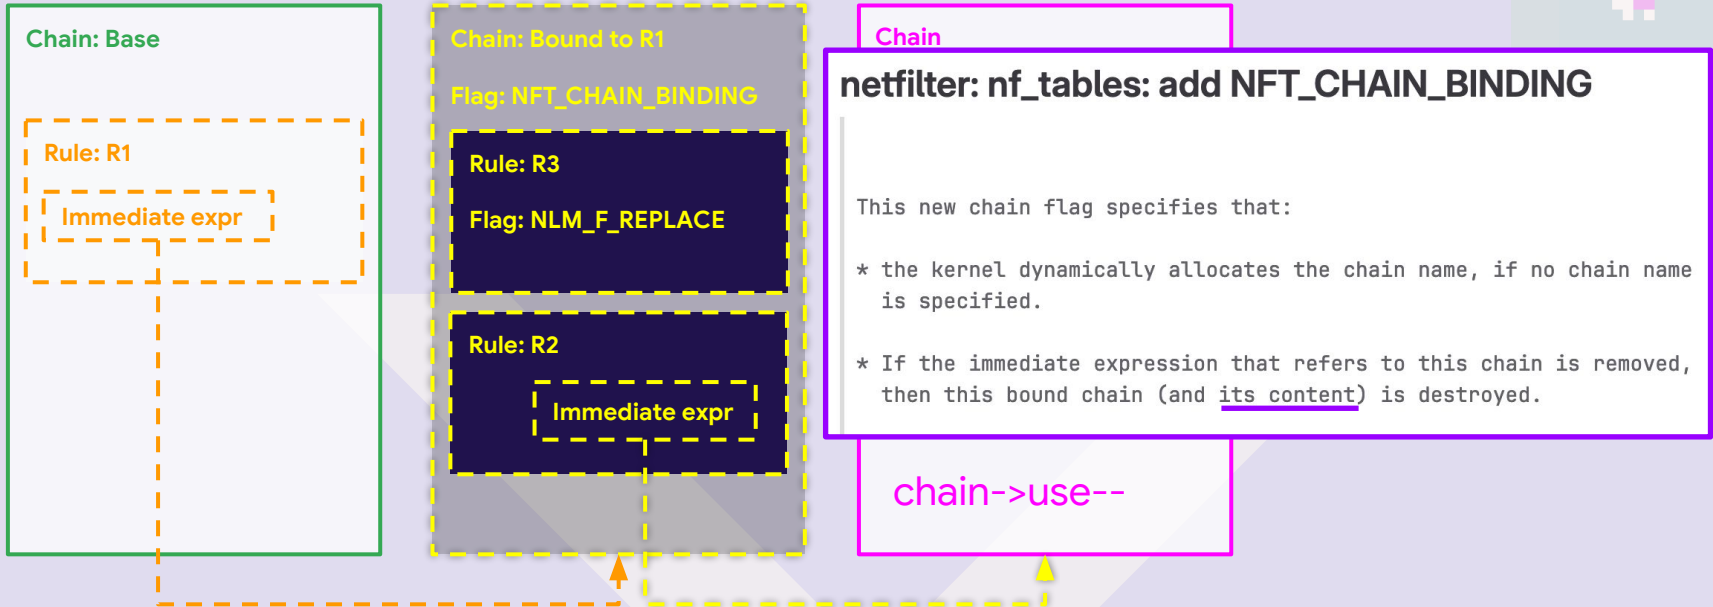 Chain: Base
Rule: R1
Immediate expr
Chain: Bound to R1
Flag: NFT_CHAIN_BINDING
Rule: R3
Flag: NLM_F_REPLACE
Rule: R2
Immediate expr
Chain
netfilter: nf_tables: add NFT_CHAIN_BINDING
This new chain flag specifies that:
* the kernel dynamically allocates the chain name, if no chain name
is specified.
* If the immediate expression that refers to this chain is removed,
then this bound chain (and its content) is destroyed.
chain->use--